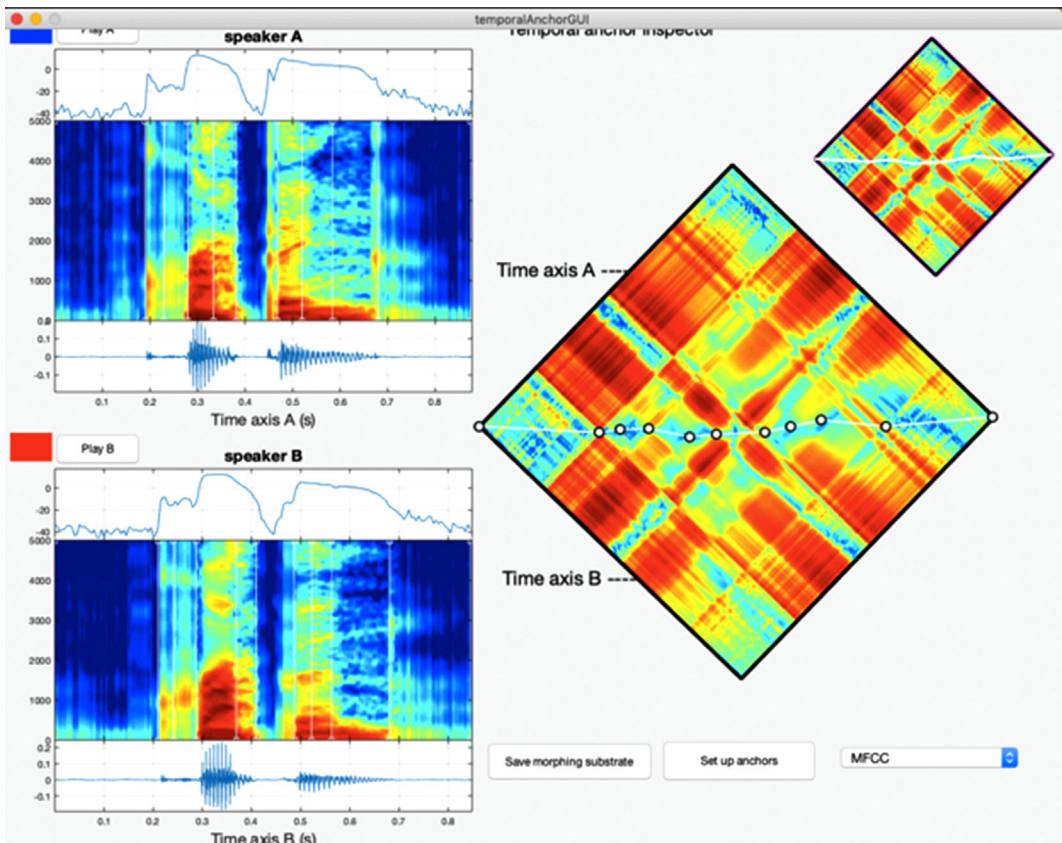 temporalAnchorGUI
Play A
speaker A
0
-20
-40
5000
4000
3000
2000
1000
0.1
0
-0.1
0.1 0.2 0.3 0.4 0.5 0.6 0.7 0.8
Time axis A (s)
Play B
speaker B
0
-20
-40
5000
4000
3000
2000
1000
0
0.2
0.1
0
-0.1
0.1 0.2 0.3 0.4 0.5 0.6 0.7 0.8
Time axis B (s)
Temporal anchor inspector
Time axis A
Time axis B
Save morphing substrate
Set up anchors
MFCC